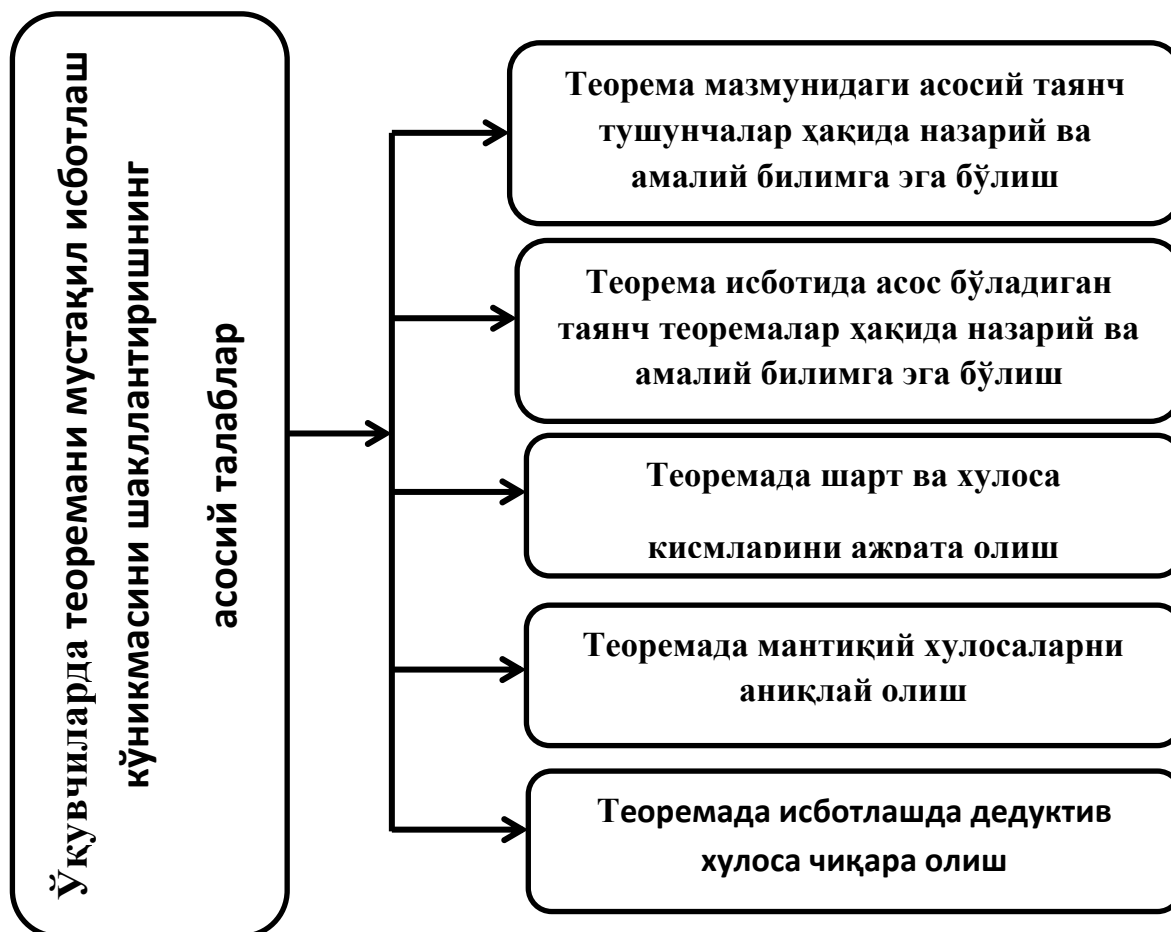 Ўқувчиларда теоремани мустақил исботлаш
кўникмасини шакллантиришнинг
асосий талаблар
Теорема мазмунидаги асосий таянч
тушунчалар ҳақида назарий ва
амалий билимга эга бўлиш
Теорема исботида асос бўладиган
таянч теоремалар ҳақида назарий ва
амалий билимга эга бўлиш
Теоремада шарт ва хулоса
қисмларини ажрата олиш
Теоремада мантиқий хулосаларни
аниқлай олиш
Теоремада исботлашда дедуктив
хулоса чиқара олиш